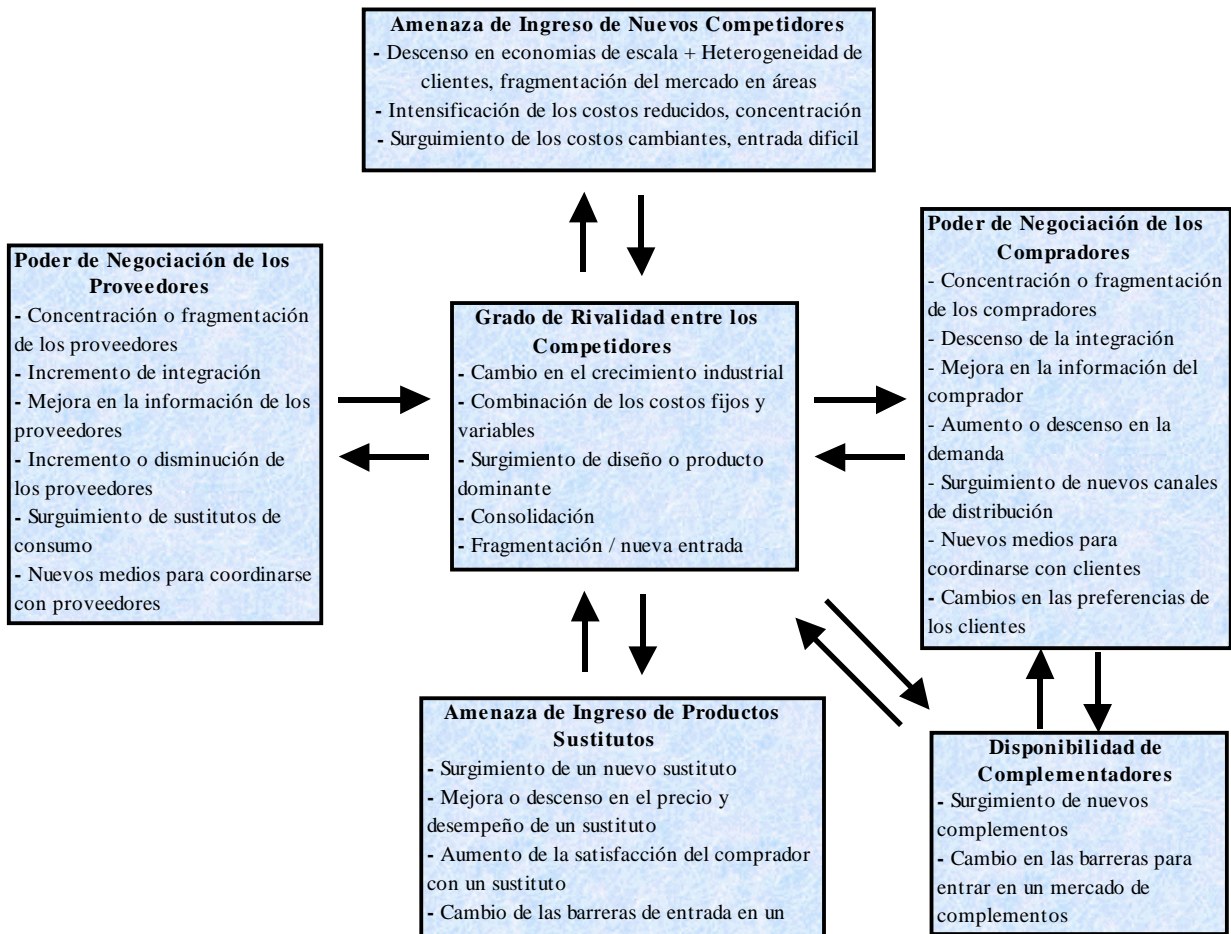 Amenaza de Ingreso de Nuevos Competidores
- Descenso en economias de escala + Heterogeneidad de
clientes, fragmentación del mercado en áreas
- Intensificación de los costos reducidos, concentración
- Surguimiento de los costos cambiantes, entrada dificil
Poder de Negociación de los
Proveedores
- Concentración o fragmentación
de los proveedores
- Incremento de integración
- Mejora en la información de los
proveedores
- Incremento o disminución de
los proveedores
- Surguimiento de sustitutos de
consumo
- Nuevos medios para coordinarse
con proveedores
Grado de Rivalidad entre los
Competidores
- Cambio en el crecimiento industrial
- Combinación de los costos fijos y
variables
- Surgimiento de diseño o producto
dominante
- Consolidación
- Fragmentación / nueva entrada
Poder de Negociación de los
Compradores
- Concentración o fragmentación
de los compradores
- Descenso de la integración
- Mejora en la información del
comprador
- Aumento o descenso en la
demanda
- Surguimiento de nuevos canales
de distribución
- Nuevos medios para
coordinarse con clientes
- Cambios en las preferencias de
los clientes
Amenaza de Ingreso de Productos
Sustitutos
- Surgimiento de un nuevo sustituto
- Mejora o descenso en el precio y
desempeño de un sustituto
- Aumento de la satisfacción del comprador
con un sustituto
- Cambio de las barreras de entrada en un
Disponibilidad de
Complementadores
- Surgimiento de nuevos
complementos
- Cambio en las barreras para
entrar en un mercado de
complementos